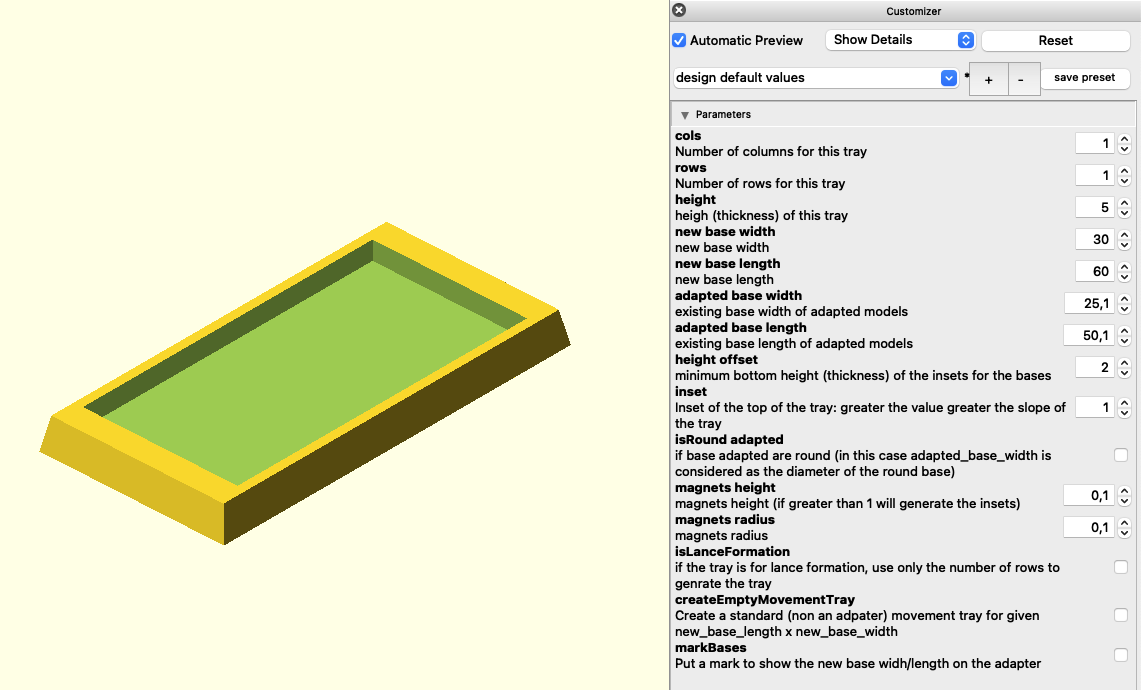 Customizer
Automatic Preview
Show Details
Reset
design default values
*
+
-
save preset
Parameters
cols
Number of columns for this tray
1
rows
Number of rows for this tray
1
height
heigh (thickness) of this tray
5
new base width
new base width
30
new base length
new base length
60
adapted base width
existing base width of adapted models
25,1
adapted base length
existing base length of adapted models
50,1
height offset
minimum bottom height (thickness) of the insets for the bases
2
inset
Inset of the top of the tray: greater the value greater the slope of
the tray
1
isRound adapted
if base adapted are round (in this case adapted_base_width is
considered as the diameter of the round base)
magnets height
magnets height (if greater than 1 will generate the insets)
0,1
magnets radius
magnets radius
0,1
isLanceFormation
if the tray is for lance formation, use only the number of rows to
genrate the tray
createEmptyMovementTray
Create a standard (non an adpater) movement tray for given
new_base_length x new_base_width
markBases
Put a mark to show the new base widh/length on the adapter